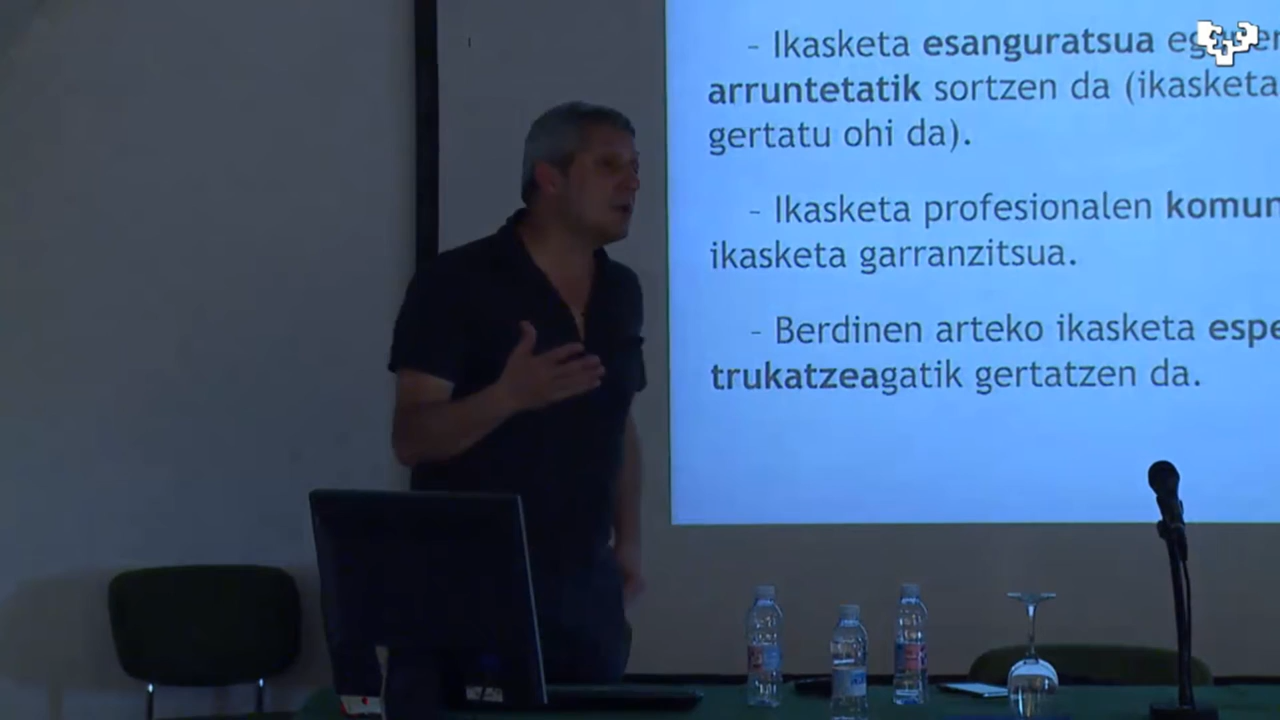 - Ikasketa esanguratsua
arruntetatik sortzen da (ikasketa
gertatu ohi da).
- Ikasketa profesionalen
ikasketa garranzitsua.
- Berdinen arteko ikasketa
trukatzeagatik gertatzen da.